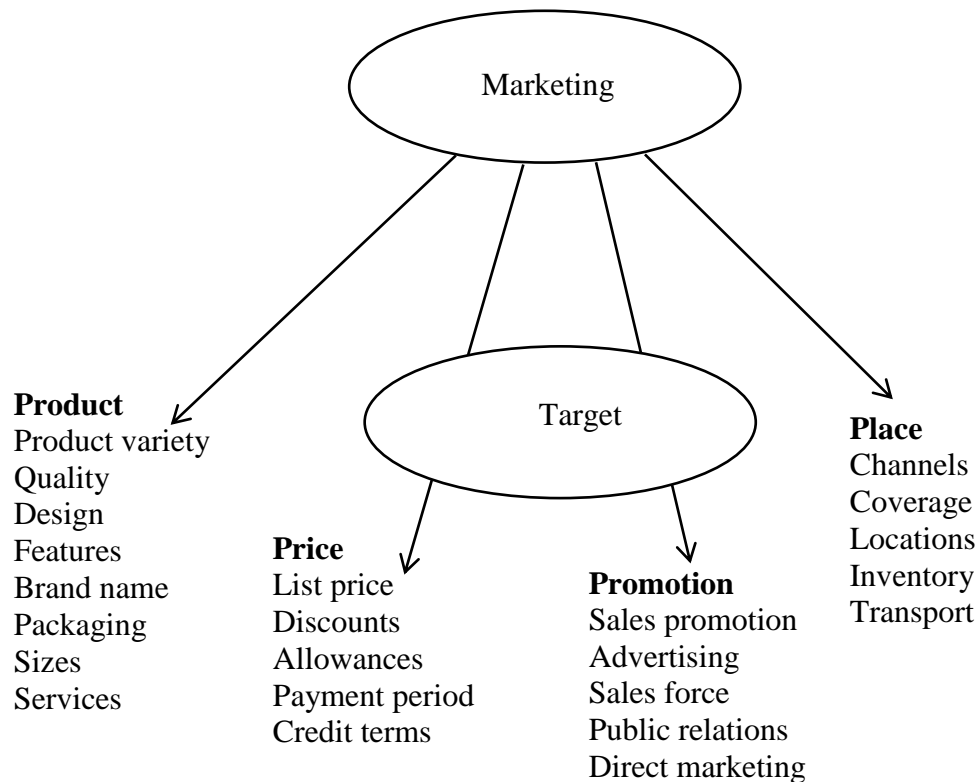 Marketing
Target
Product
Product variety
Quality
Design
Features
Brand name
Packaging
Sizes
Services
Price
List price
Discounts
Allowances
Payment period
Credit terms
Promotion
Sales promotion
Advertising
Sales force
Public relations
Direct marketing
Place
Channels
Coverage
Locations
Inventory
Transport